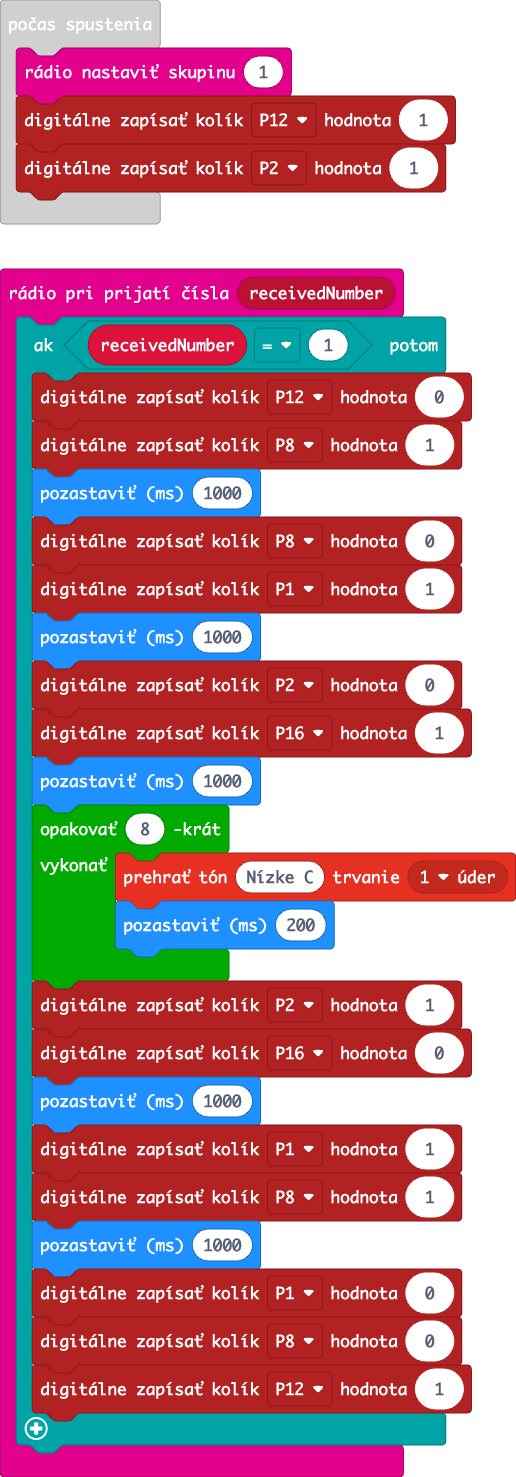 počas spustenia
rádio nastaviť skupinu 1
digitálne zapísať kolík P12 hodnota 1
digitálne zapísať kolík P2 hodnota 1
rádio pri prijatí čísla receivedNumber
ak receivedNumber = 1 potom
digitálne zapísať kolík P12 hodnota 0
digitálne zapísať kolík P8 hodnota 1
pozastaviť (ms) 1000
digitálne zapísať kolík P8 hodnota 0
digitálne zapísať kolík P1 hodnota 1
pozastaviť (ms) 1000
digitálne zapísať kolík P2 hodnota 0
digitálne zapísať kolík P16 hodnota 1
pozastaviť (ms) 1000
opakovať 8 -krát
vykonať prehrať tón Nízke C trvanie 1 úder
pozastaviť (ms) 200
digitálne zapísať kolík P2 hodnota 1
digitálne zapísať kolík P16 hodnota 0
pozastaviť (ms) 1000
digitálne zapísať kolík P1 hodnota 1
digitálne zapísať kolík P8 hodnota 1
pozastaviť (ms) 1000
digitálne zapísať kolík P1 hodnota 0
digitálne zapísať kolík P8 hodnota 0
digitálne zapísať kolík P12 hodnota 1